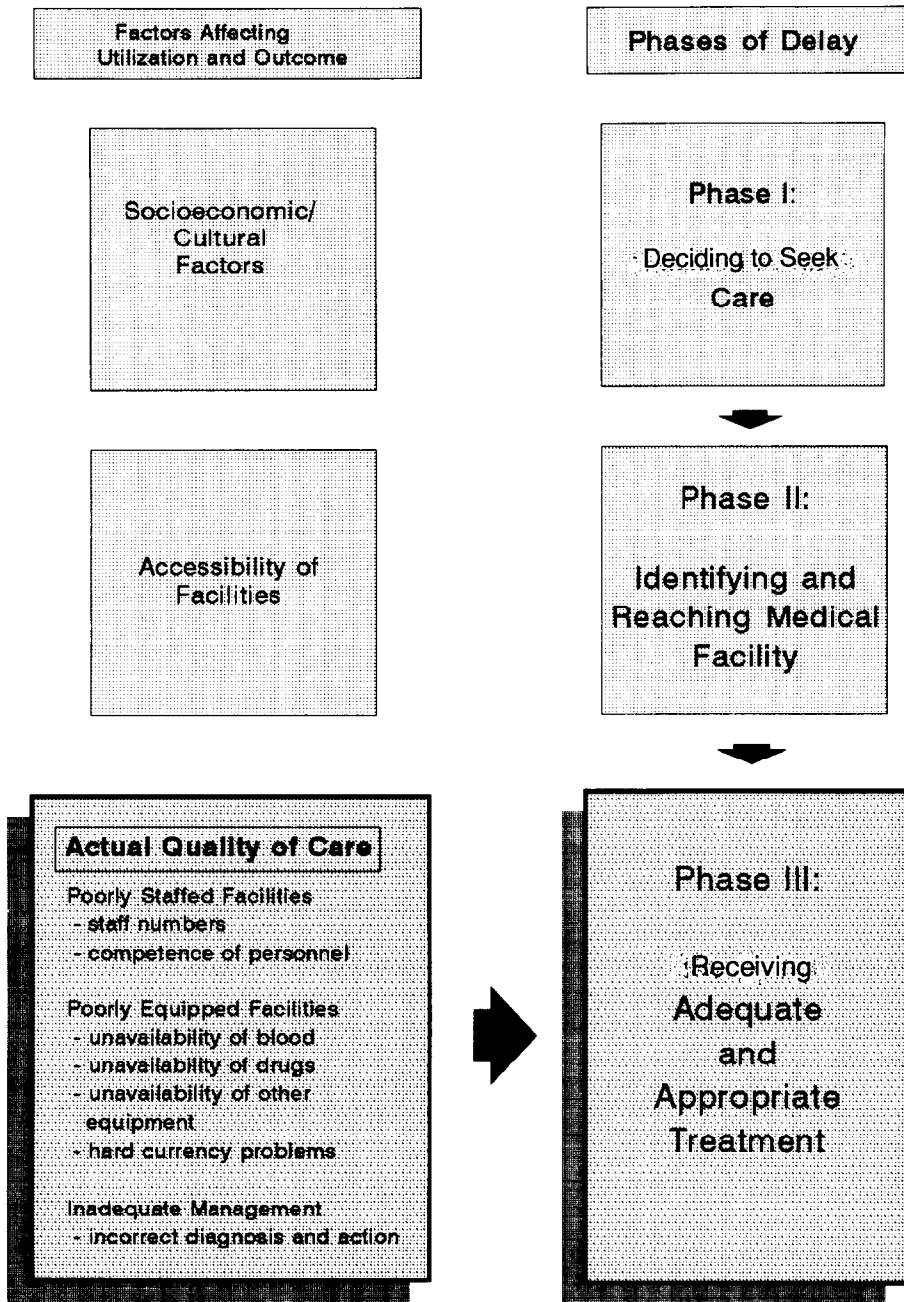 Factors Affecting
Utilization and Outcome
Phases of Delay
Socioeconomic/
Cultural
Factors
Phase I:
Deciding to Seek
Care
Accessibility of
Facilities
Phase II:
Identifying and
Reaching Medical
Facility
Actual Quality of Care
Poorly Staffed Facilities
- staff numbers
- competence of personnel
Poorly Equipped Facilities
- unavailability of blood
- unavailability of drugs
- unavailability of other
equipment
- hard currency problems
Inadequate Management
- incorrect diagnosis and action
Phase III:
Receiving
Adequate
and
Appropriate
Treatment